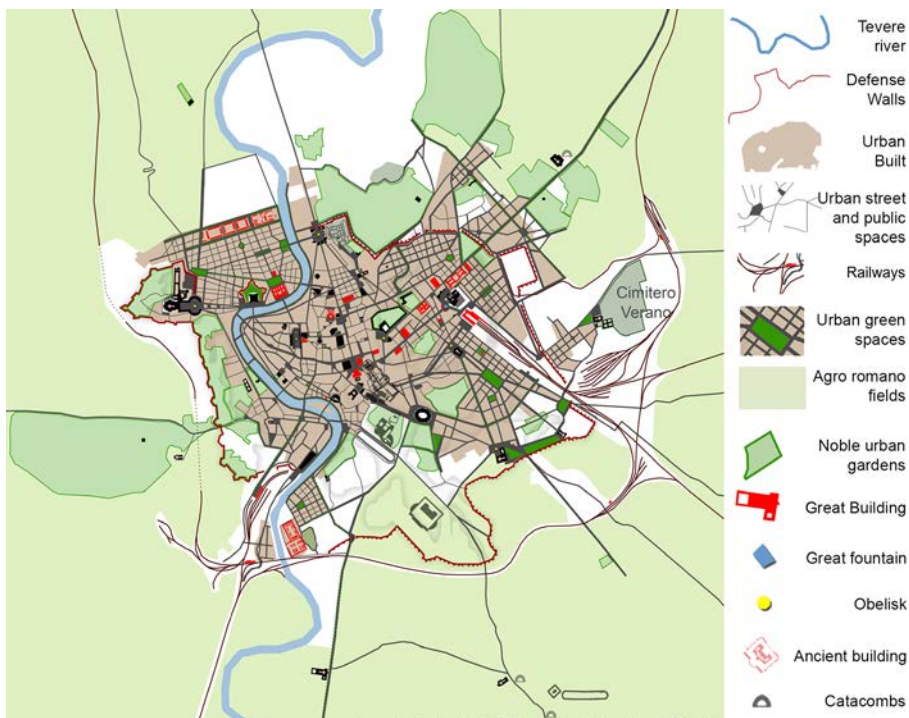 Tevere
river
Defense
Walls
Urban
Built
Urban street
and public
spaces
Railways
Urban green
spaces
Agro romano
fields
Noble urban
gardens
Great Building
Great fountain
Obelisk
Ancient building
Catacombs
Cimitero
Verano